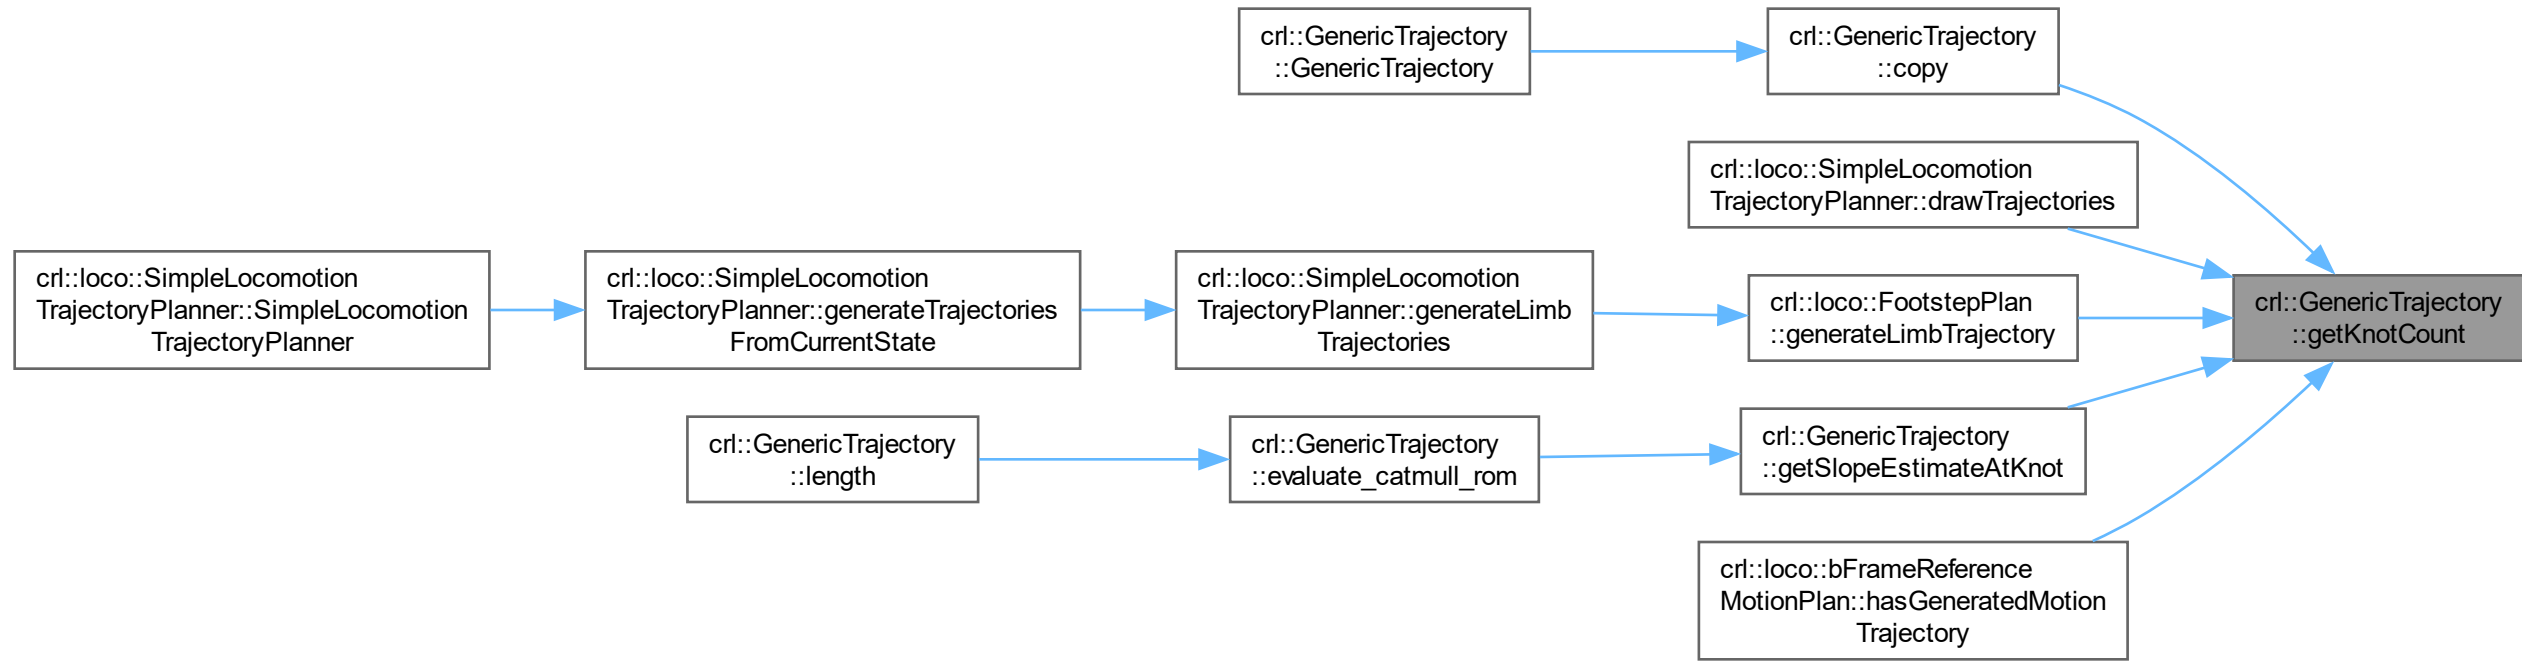 crl::GenericTrajectory
::GenericTrajectory
crl::GenericTrajectory
::copy
crl::loco::SimpleLocomotion
TrajectoryPlanner::drawTrajectories
crl::loco::SimpleLocomotion
TrajectoryPlanner::SimpleLocomotion
TrajectoryPlanner
crl::loco::SimpleLocomotion
TrajectoryPlanner::generateTrajectories
FromCurrentState
crl::loco::SimpleLocomotion
TrajectoryPlanner::generateLimb
Trajectories
crl::loco::FootstepPlan
::generateLimbTrajectory
crl::GenericTrajectory
::getKnotCount
crl::GenericTrajectory
::length
crl::GenericTrajectory
::evaluate_catmull_rom
crl::GenericTrajectory
::getSlopeEstimateAtKnot
crl::loco::bFrameReference
MotionPlan::hasGeneratedMotion
Trajectory